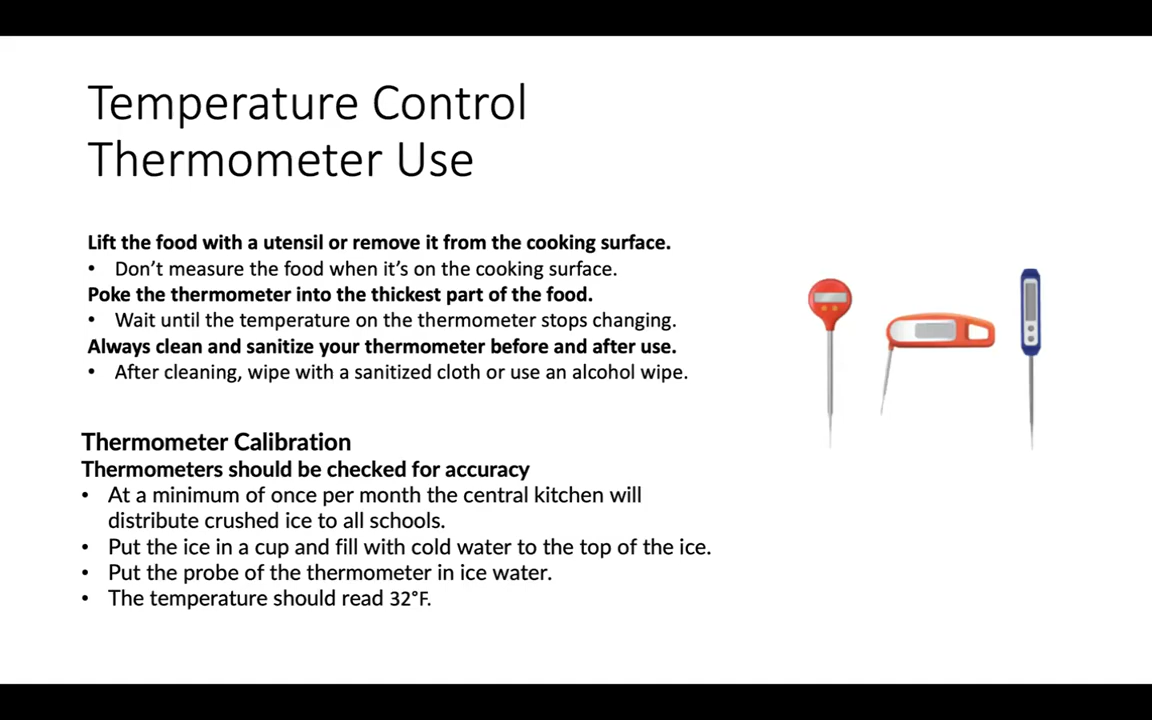 Temperature Control
Thermometer Use
Lift the food with a utensil or remove it from the cooking surface.
• Don’t measure the food when it’s on the cooking surface.
Poke the thermometer into the thickest part of the food.
• Wait until the temperature on the thermometer stops changing.
Always clean and sanitize your thermometer before and after use.
• After cleaning, wipe with a sanitized cloth or use an alcohol wipe.
Thermometer Calibration
Thermometers should be checked for accuracy
• At a minimum of once per month the central kitchen will
distribute crushed ice to all schools.
• Put the ice in a cup and fill with cold water to the top of the ice.
• Put the probe of the thermometer in ice water.
• The temperature should read 32°F.